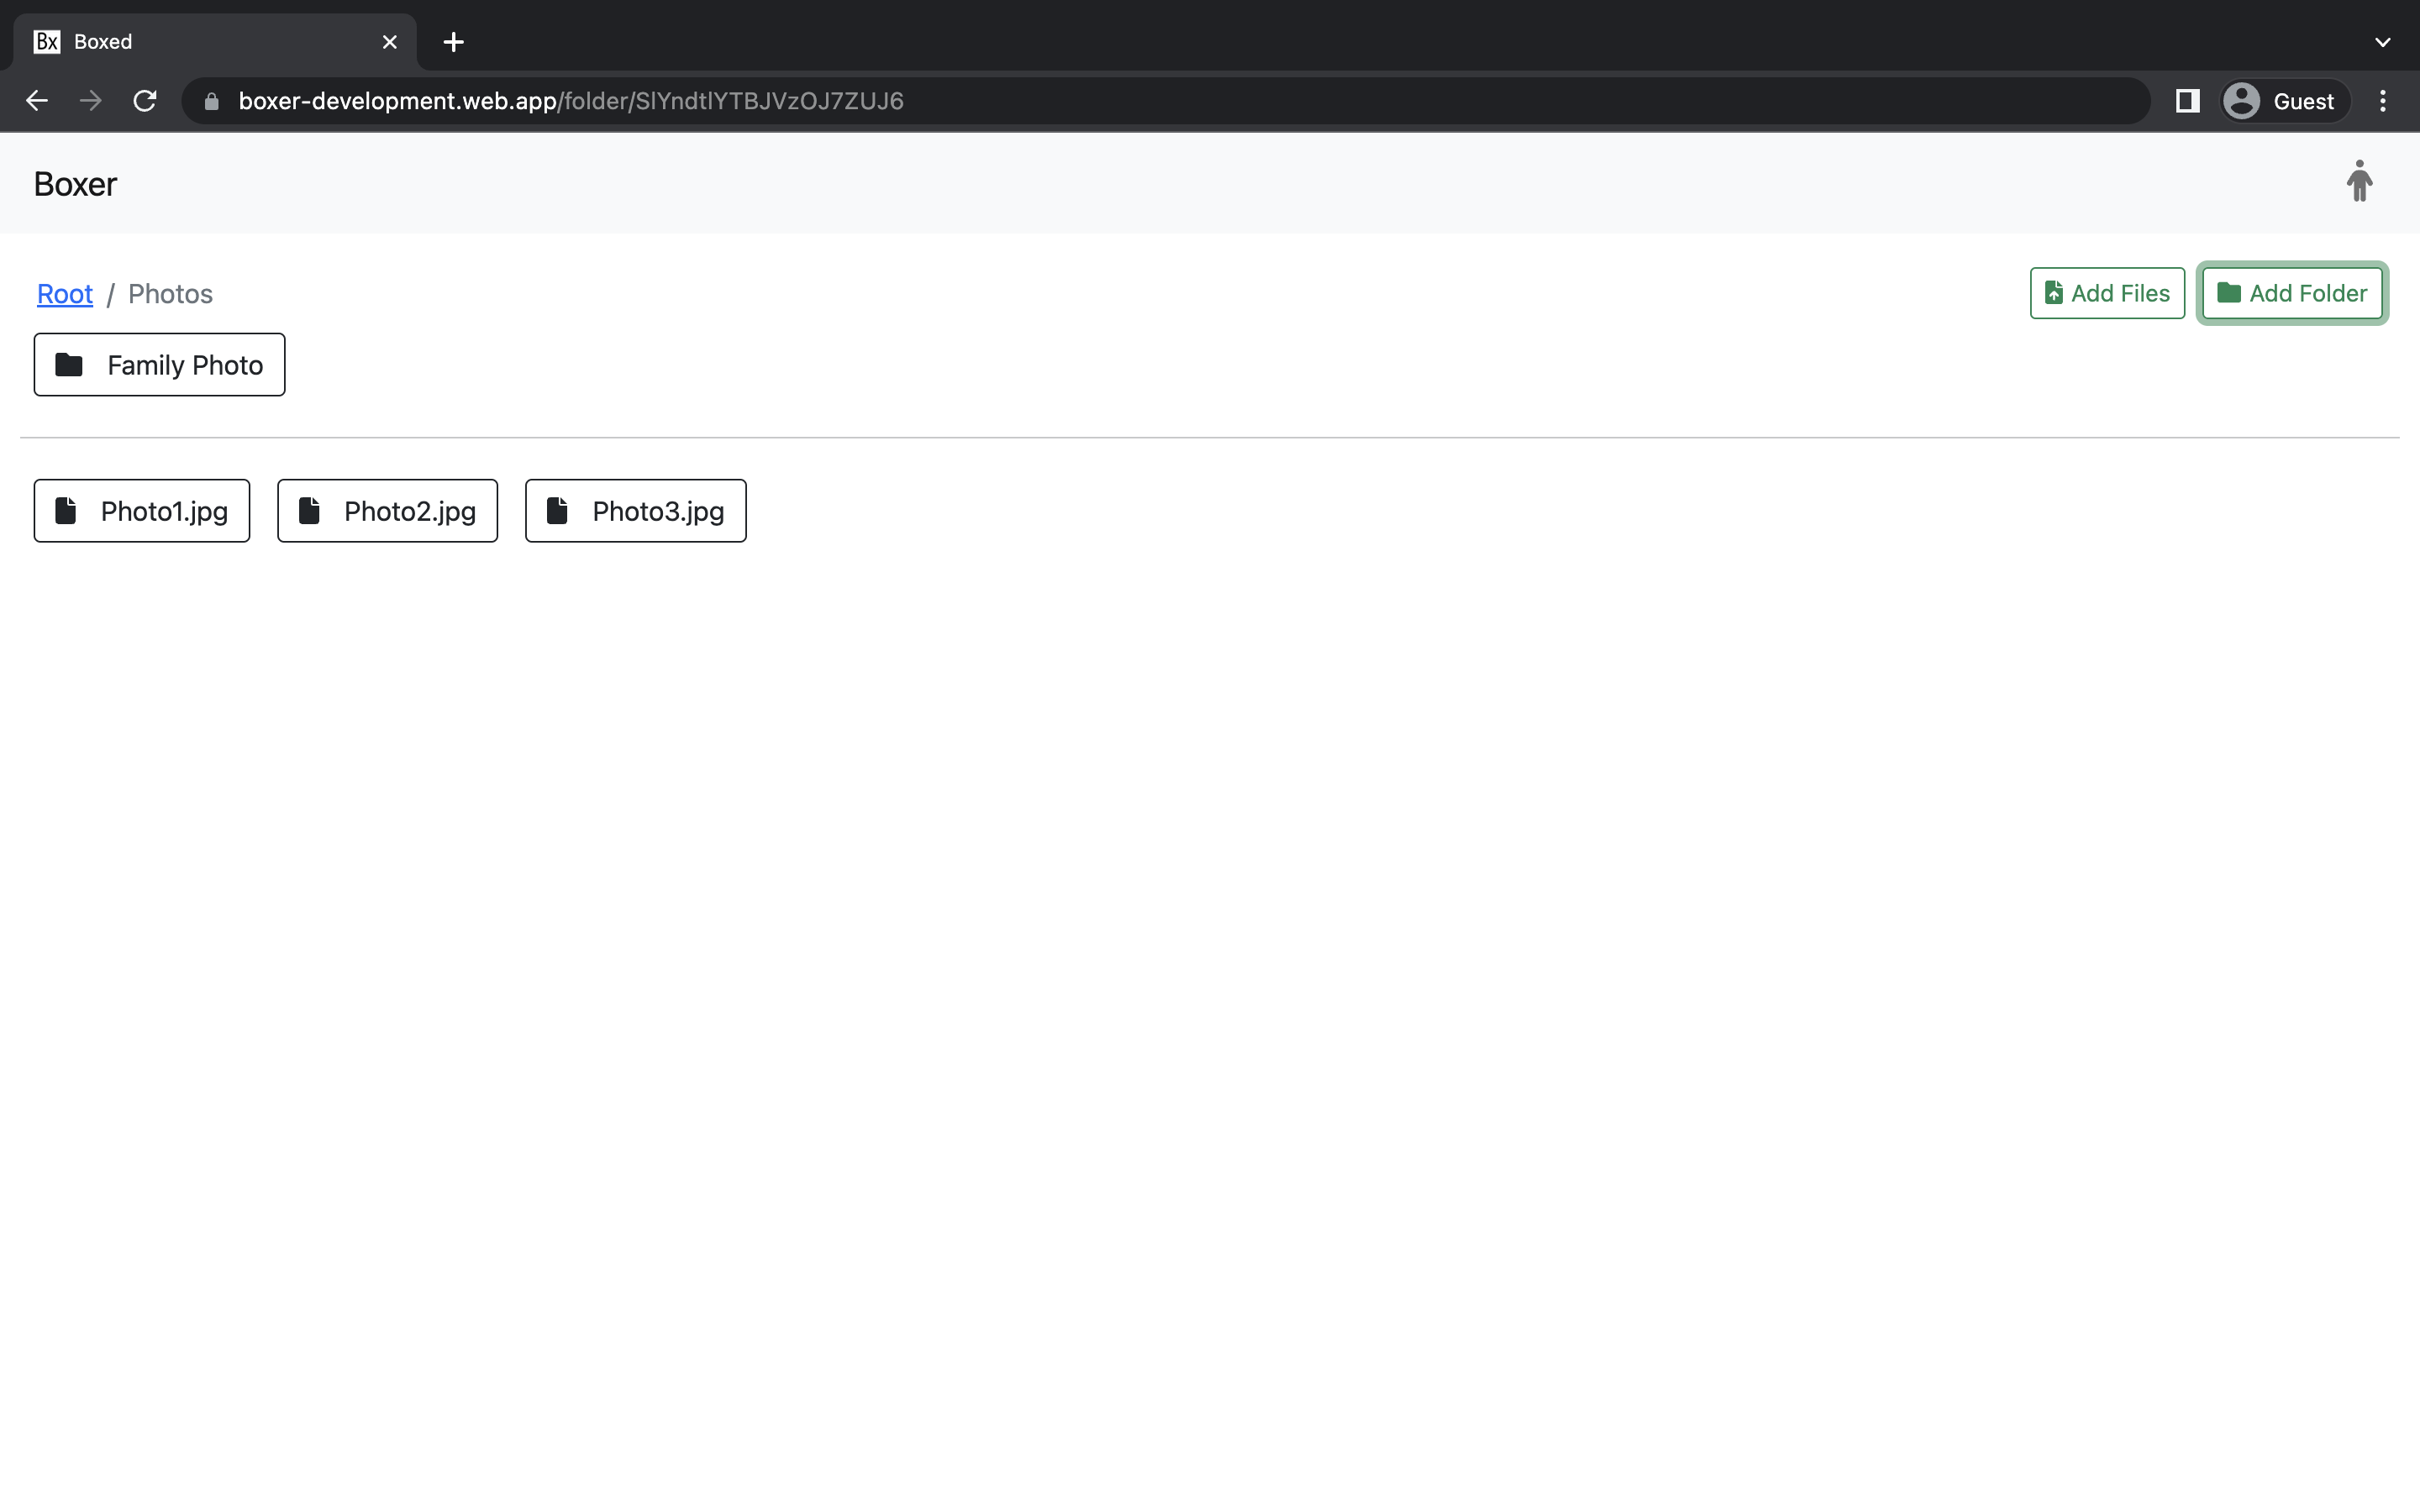 Bx Boxed
boxer-development.web.app/folder/SlYndtlYTBJVzOJ7ZUJ6
Guest
Boxer
Root / Photos
Add Files
Add Folder
Family Photo
Photo1.jpg
Photo2.jpg
Photo3.jpg